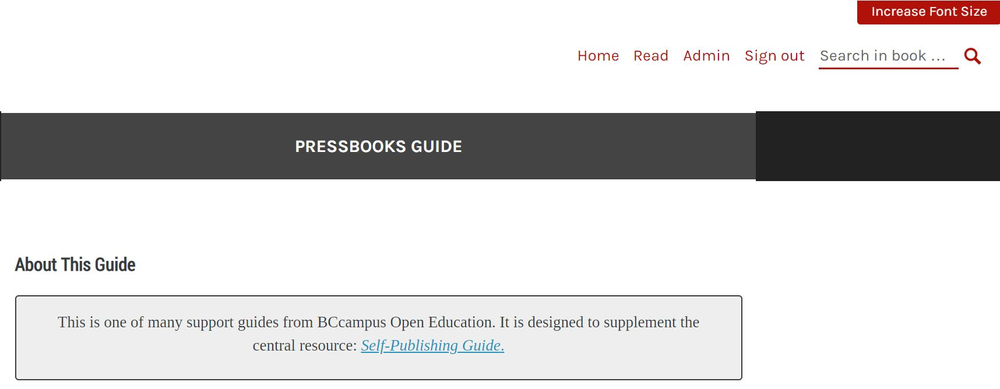 Increase Font Size
Home Read Admin Sign out Search in book ...
PRESSBOOKS GUIDE
About This Guide
This is one of many support guides from BCcampus Open Education. It is designed to supplement the
central resource: Self-Publishing Guide.